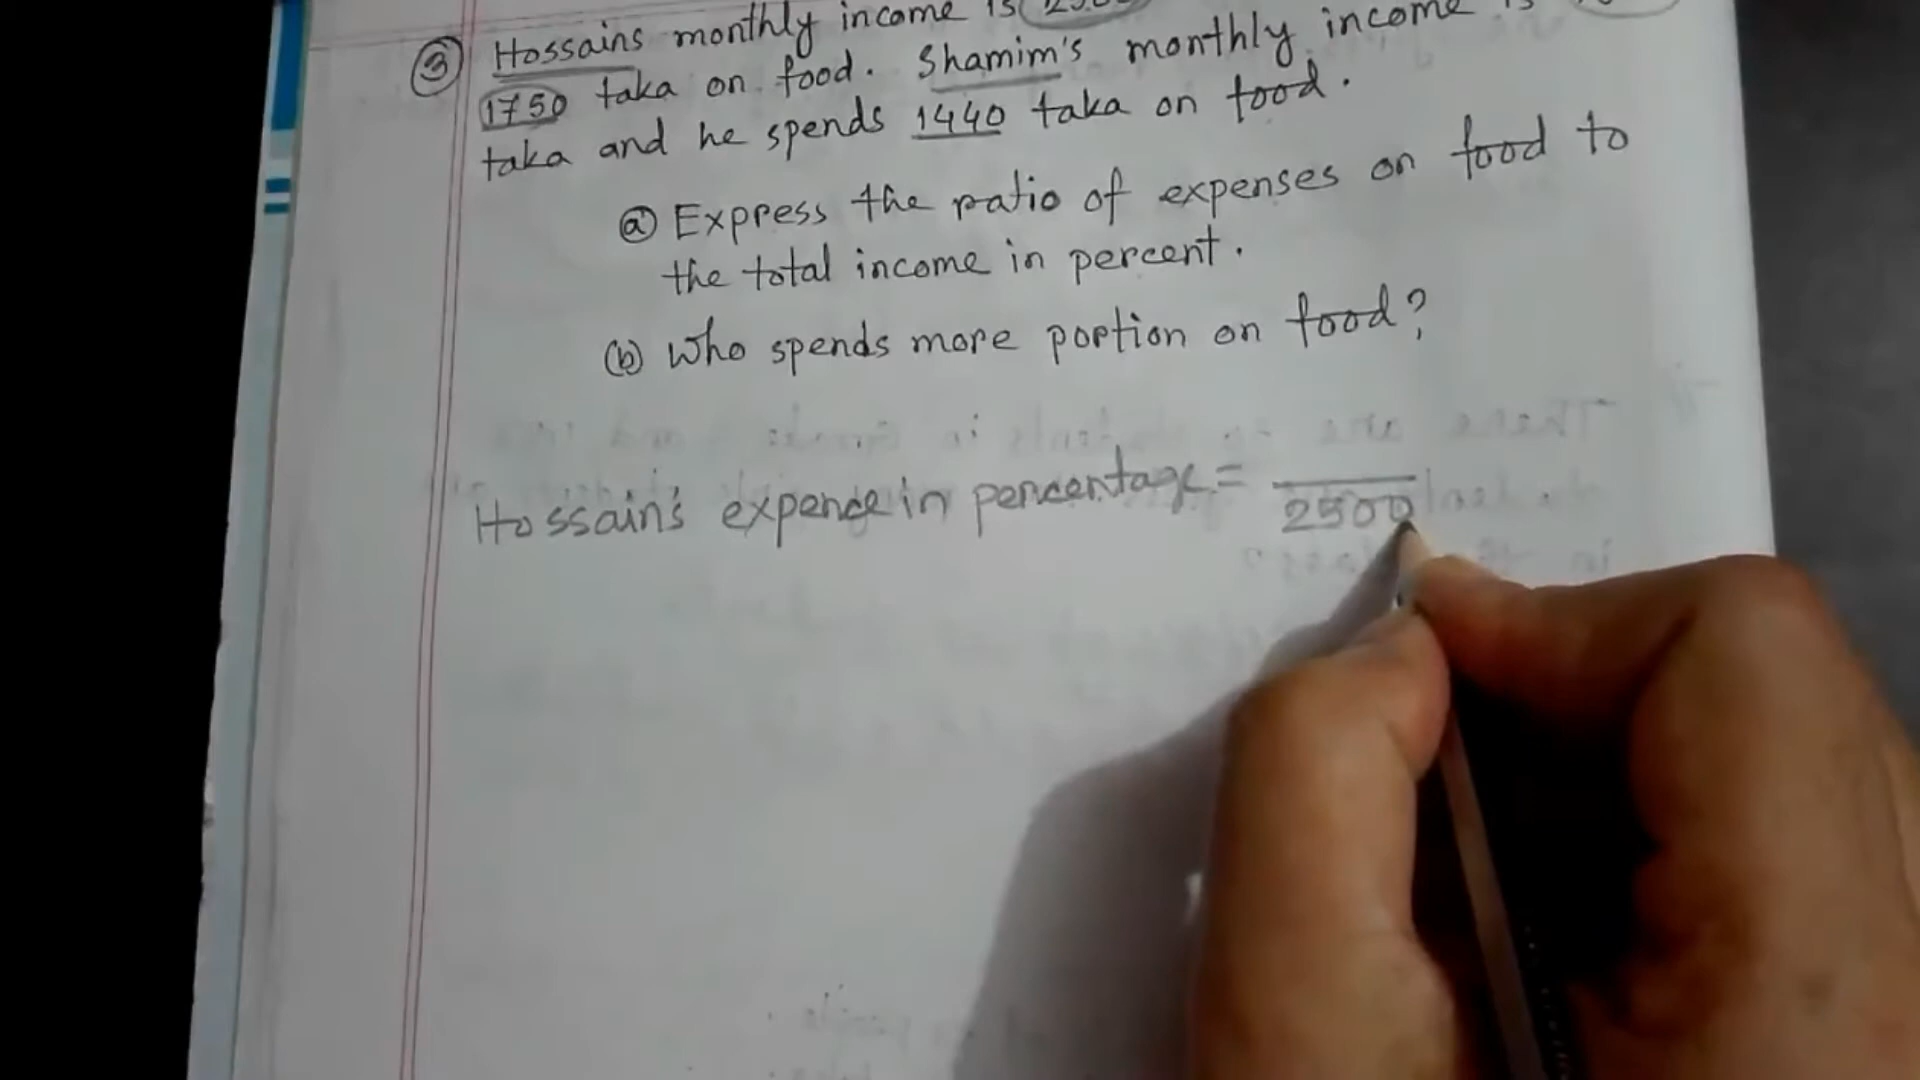 ③ Hossains monthly income is
1750 taka on food. Shamim's monthly income is
taka and he spends 1440 taka on food.
ⓐ Express the ratio of expenses on food to
the total income in percent.
(b) Who spends more portion on food?
Hossain's expence in percentage =
2500